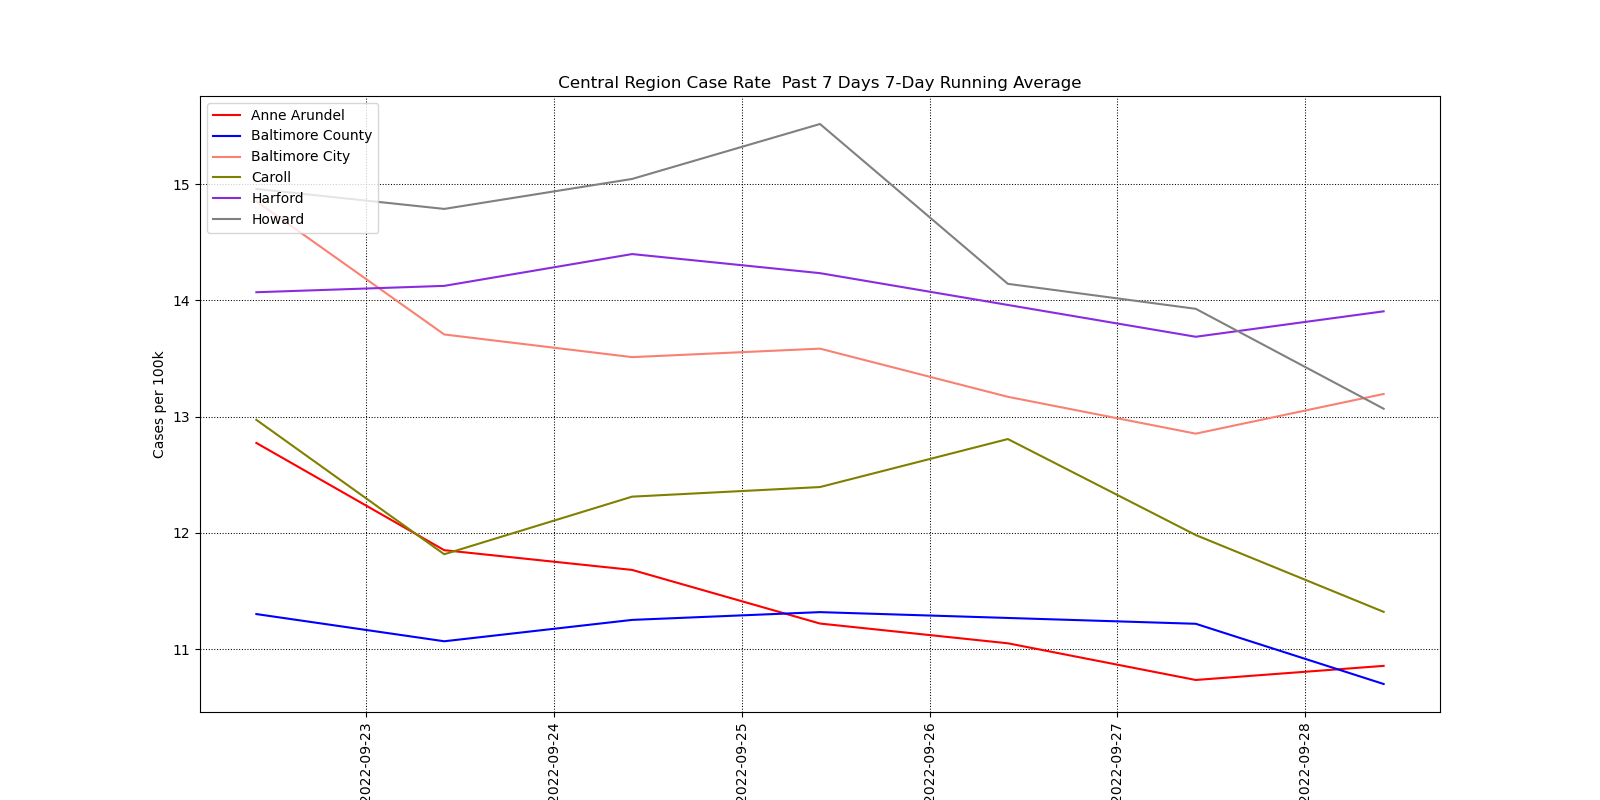 Central Region Case Rate  Past 7 Days 7-Day Running Average
Anne Arundel
Baltimore County
Baltimore City
Caroll
Harford
Howard
Cases per 100k
15
14
13
12
11
2022-09-23
2022-09-24
2022-09-25
2022-09-26
2022-09-27
2022-09-28